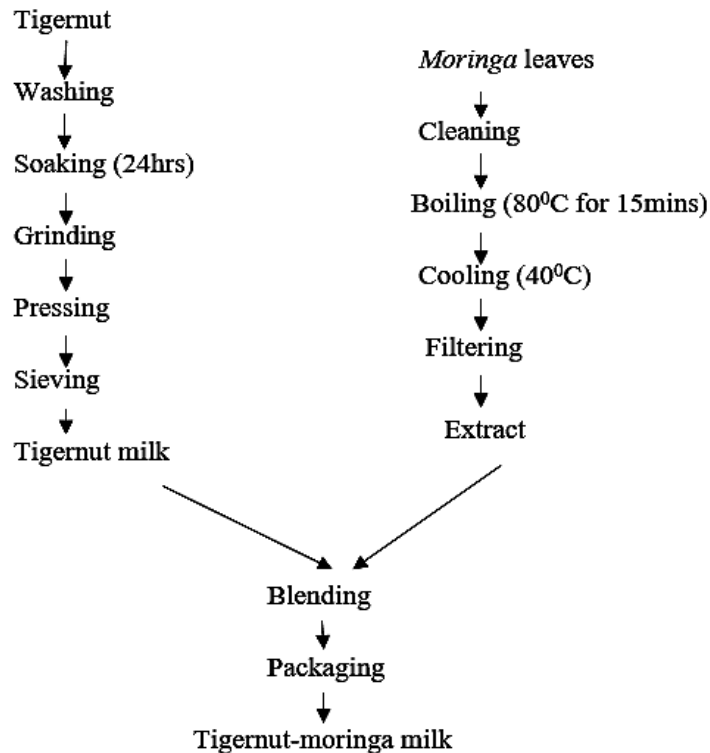 Tigernut
Washing
Soaking (24hrs)
Grinding
Pressing
Sieving
Tigernut milk
Moringa leaves
Cleaning
Boiling (80⁰C for 15mins)
Cooling (40⁰C)
Filtering
Extract
Blending
Packaging
Tigernut-moringa milk